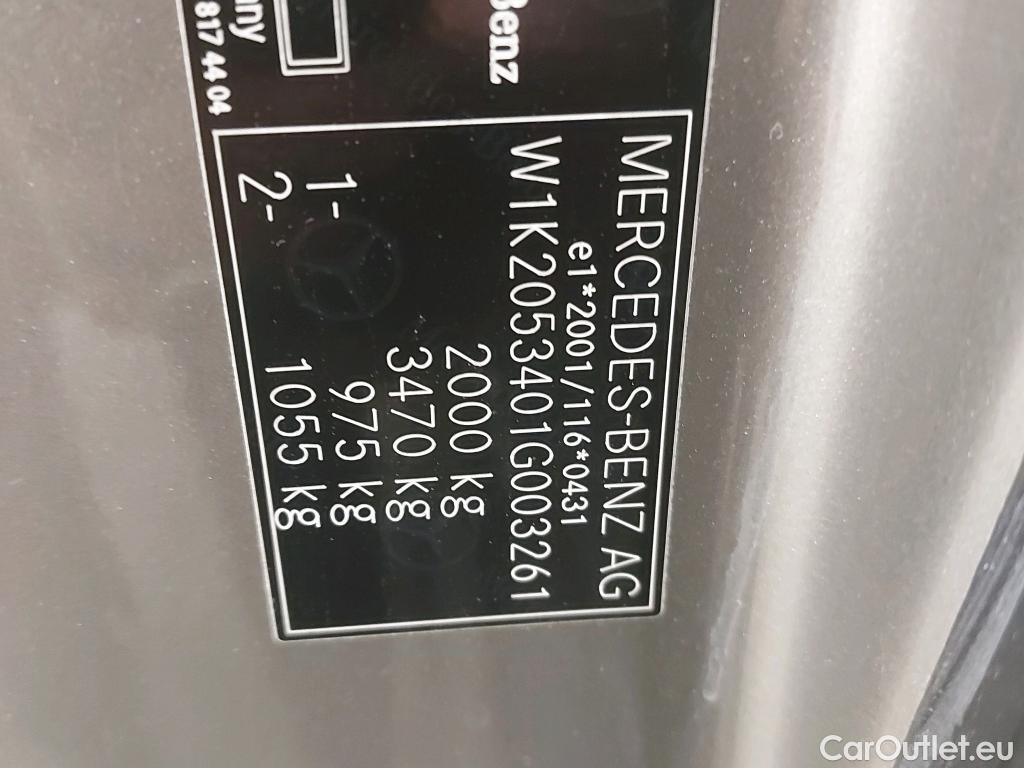 817 44 04
Benz
MERCEDES-BENZ AG
e1*2001/116*0431
W1K2053401G003261
2000 kg
3470 kg
1- 975 kg
2- 1055 kg
CarOutlet.eu